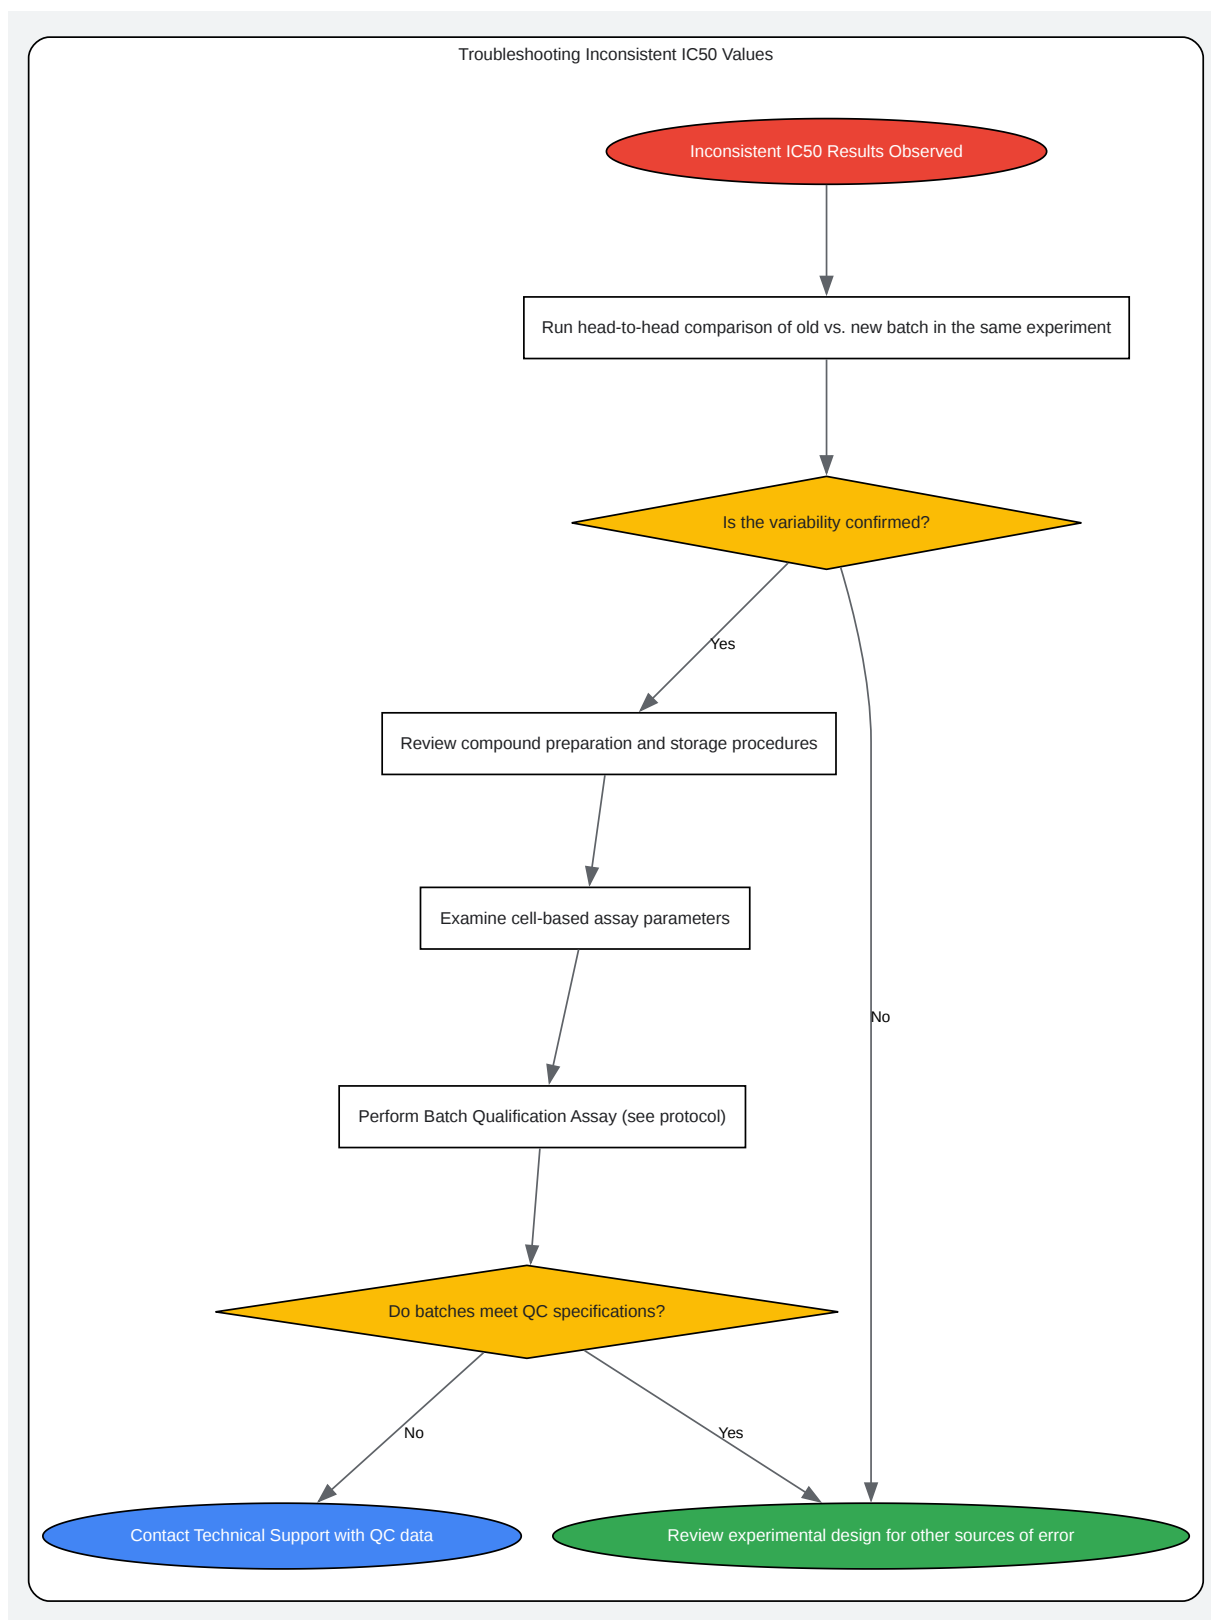 Troubleshooting Inconsistent IC50 Values
Inconsistent IC50 Results Observed
Run head-to-head comparison of old vs. new batch in the same experiment
Is the variability confirmed?
Yes
Review compound preparation and storage procedures
Examine cell-based assay parameters
No
Perform Batch Qualification Assay (see protocol)
Do batches meet QC specifications?
No
Yes
Contact Technical Support with QC data
Review experimental design for other sources of error